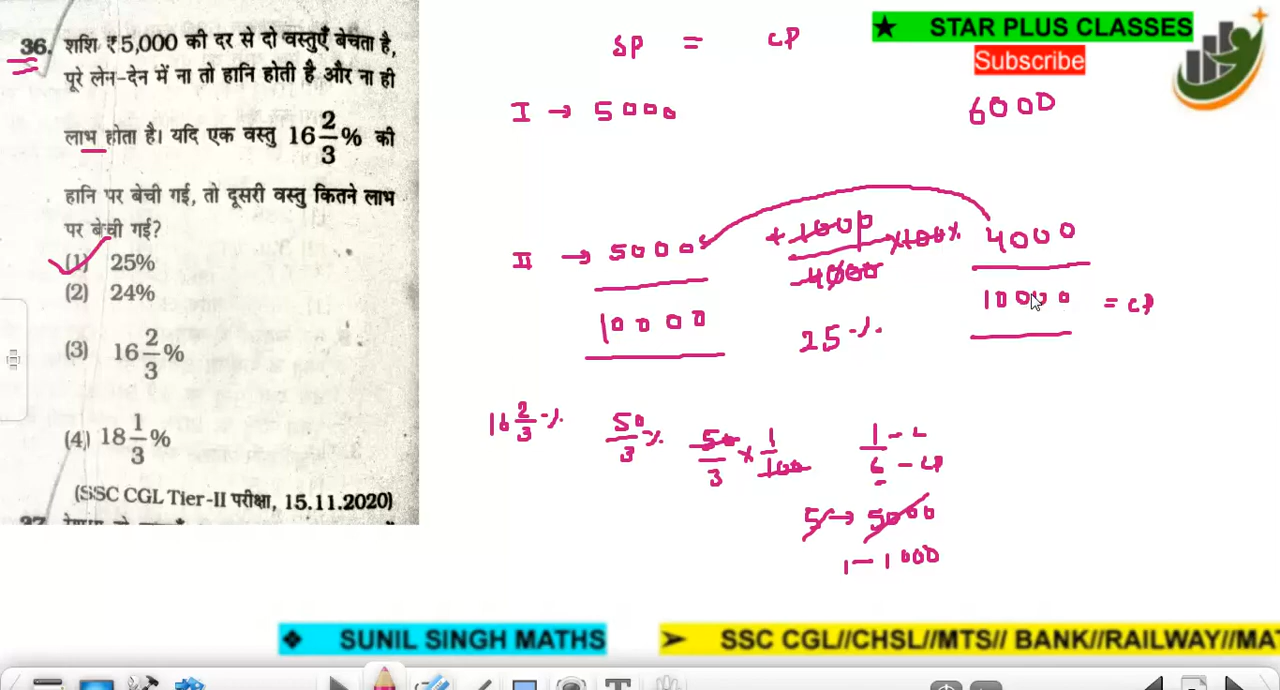 36. शशि ₹5,000 की दर से दो वस्तुएँ बेचता है,
पूरे लेन-देन में ना तो हानि होती है और ना ही
लाभ होता है। यदि एक वस्तु 16 2/3% की
हानि पर बेची गई, तो दूसरी वस्तु कितने लाभ
पर बेची गई?
(1) 25%
(2) 24%
(3) 16 2/3%
(4) 18 1/3%
(SSC CGL Tier-II परीक्षा, 15.11.2020)
SP = CP
I → 5000 6000
II → 5000 +1000/4000 ×100% 4000
10000 25% 10000 = CP
16 2/3% 50/3% 50/3 × 1/100 1/6 - L - CP
5 → 5000
1 - 1000
★ STAR PLUS CLASSES
Subscribe
❖ SUNIL SINGH MATHS
➢ SSC CGL//CHSL//MTS// BANK//RAILWAY//MA